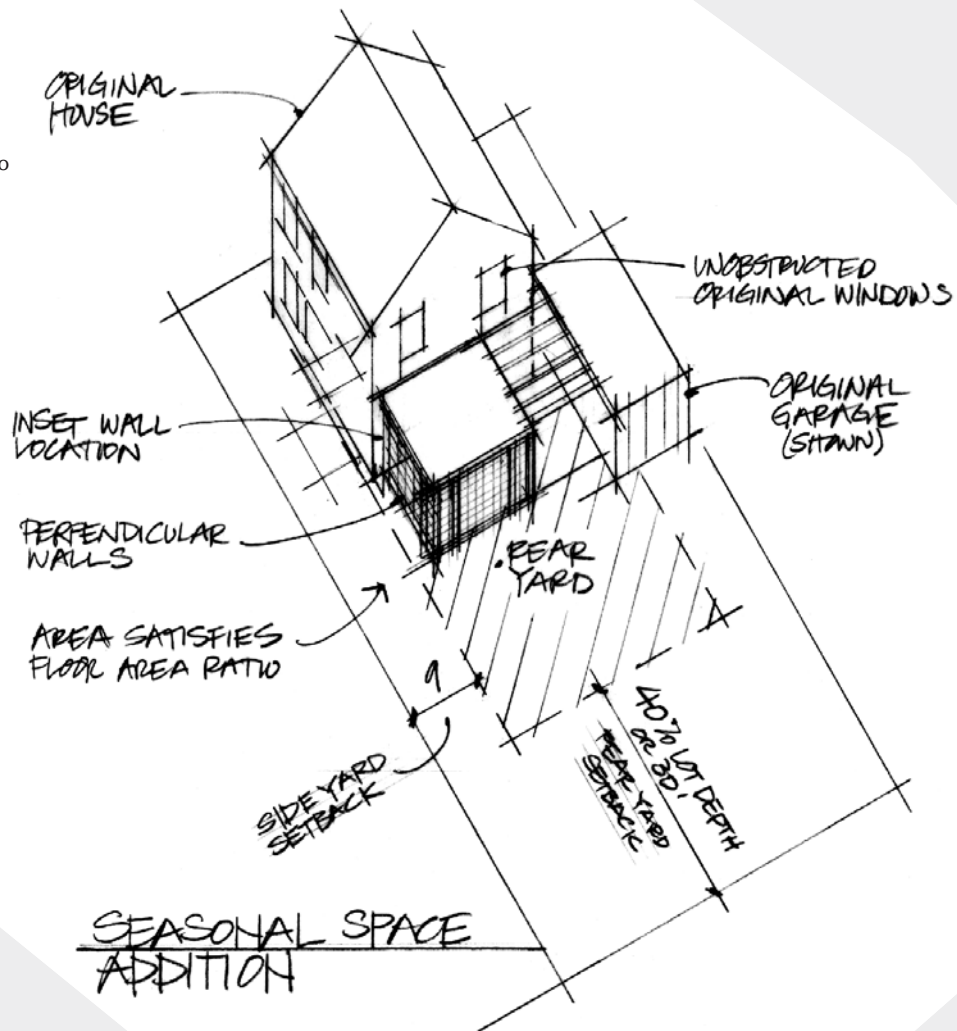 ORIGINAL
HOUSE
o
UNOBSTRUCTED
ORIGINAL WINDOWS
ORIGINAL
GARAGE
(SHAWN)
INSET WALL
LOCATION
PERPENDICULAR
WALLS
REAR
YARD
AREA SATISFIES
FLOOR AREA RATIO
9
SIDE YARD
SETBACK
40% LOT DEPTH
OR 30'
REAR YARD
SETBACK
SEASONAL SPACE
ADDITION